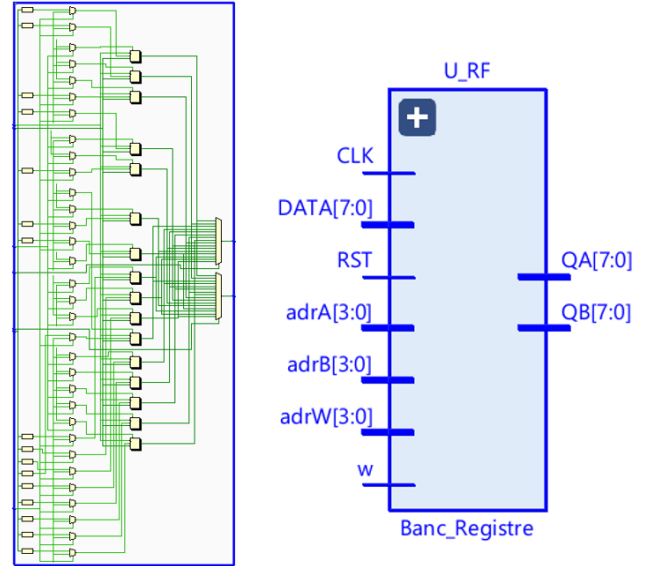 U_RF
CLK
DATA[7:0]
RST
adrA[3:0]
adrB[3:0]
adrW[3:0]
w
QA[7:0]
QB[7:0]
Banc_Registre